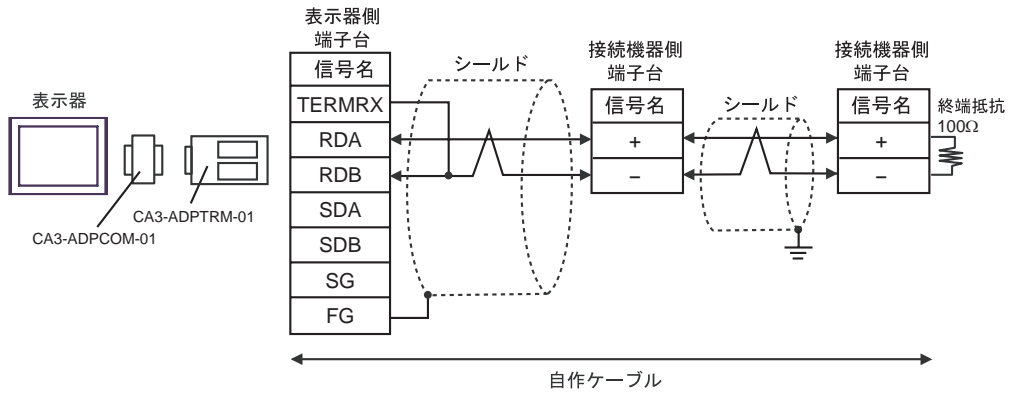 表示器
CA3-ADPCOM-01
CA3-ADPTRM-01
表示器側
端子台
信号名
TERMRX
RDA
RDB
SDA
SDB
SG
FG
シールド
接続機器側
端子台
信号名
+
-
シールド
接続機器側
端子台
信号名
+
-
終端抵抗
100Ω
自作ケーブル